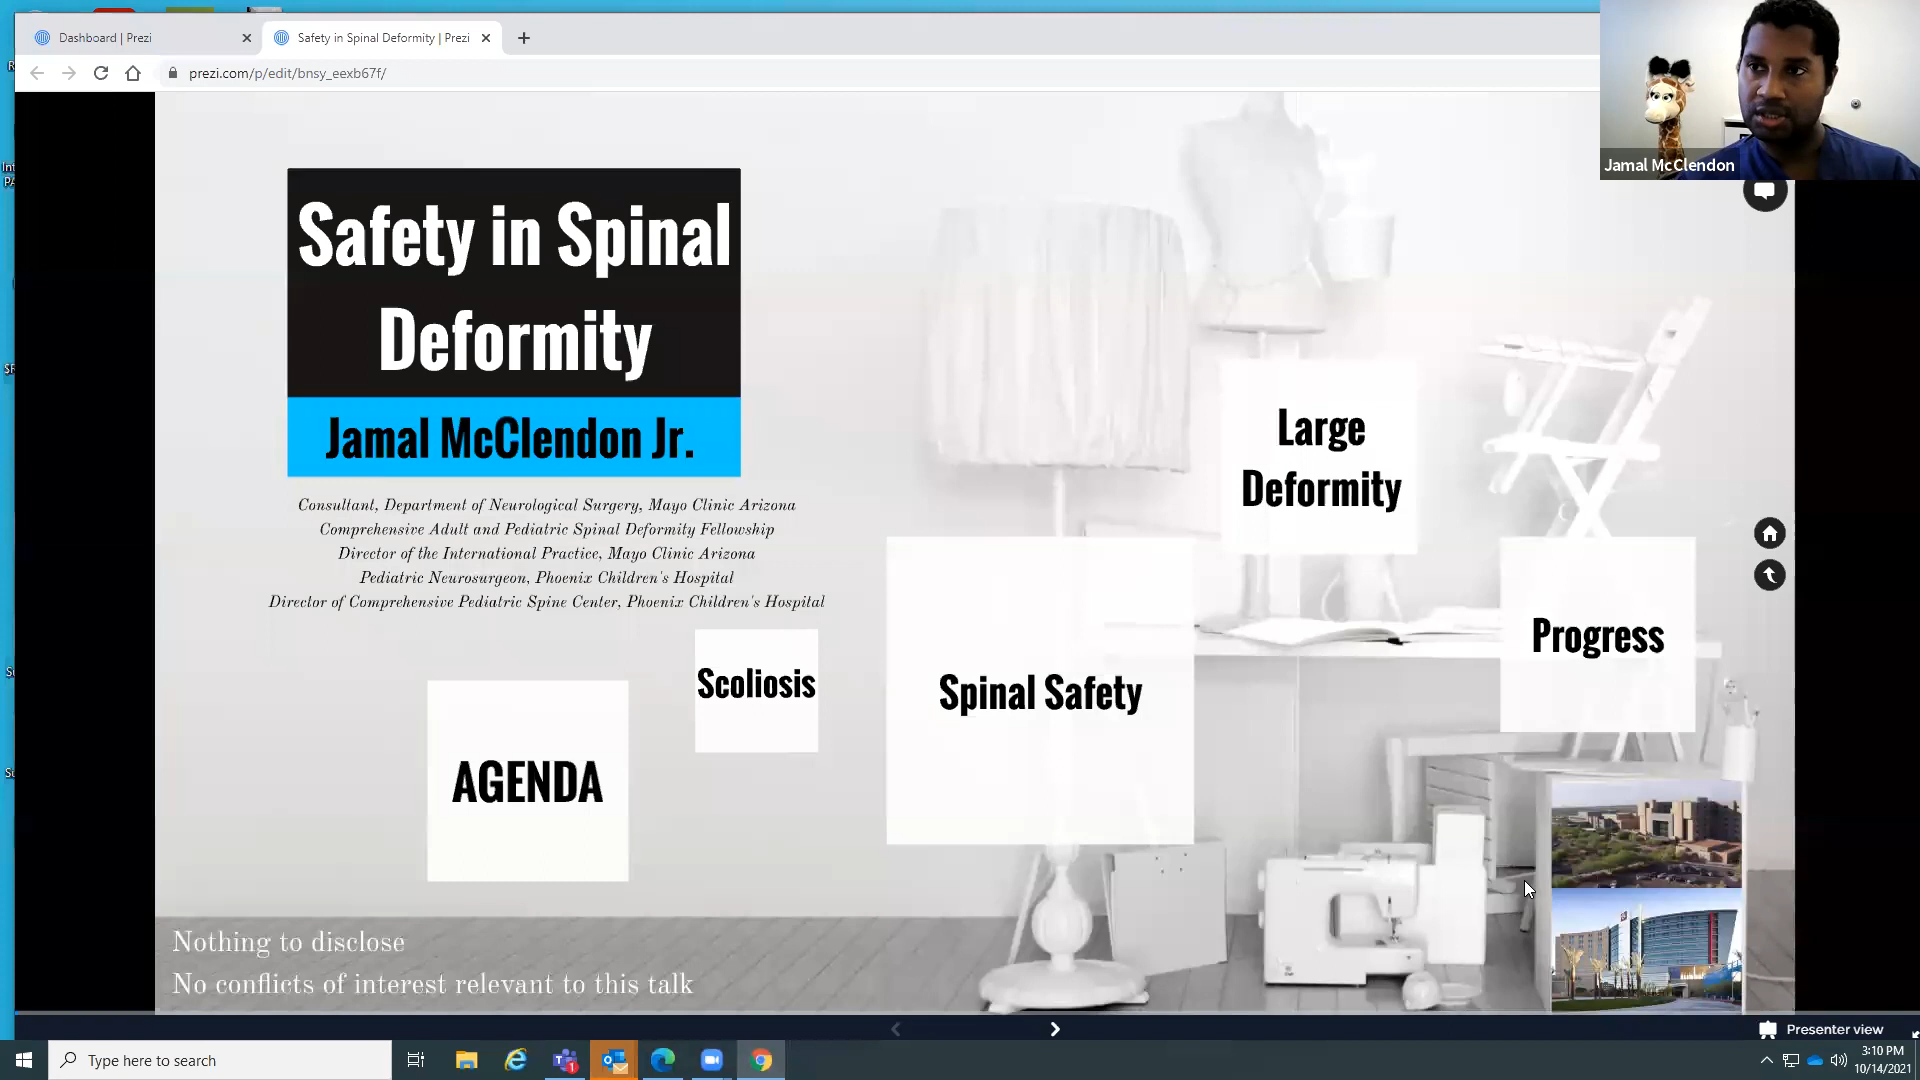 Dashboard | Prezi
Safety in Spinal Deformity | Prezi
prezi.com/p/edit/bnsy_eexb67f/
Jamal McClendon
Safety in Spinal
Deformity
Jamal McClendon Jr.
Consultant, Department of Neurological Surgery, Mayo Clinic Arizona
Comprehensive Adult and Pediatric Spinal Deformity Fellowship
Director of the International Practice, Mayo Clinic Arizona
Pediatric Neurosurgeon, Phoenix Children's Hospital
Director of Comprehensive Pediatric Spine Center, Phoenix Children's Hospital
Large
Deformity
Progress
Scoliosis
Spinal Safety
AGENDA
Nothing to disclose
No conflicts of interest relevant to this talk
Presenter view
Type here to search
3:10 PM
10/14/2021